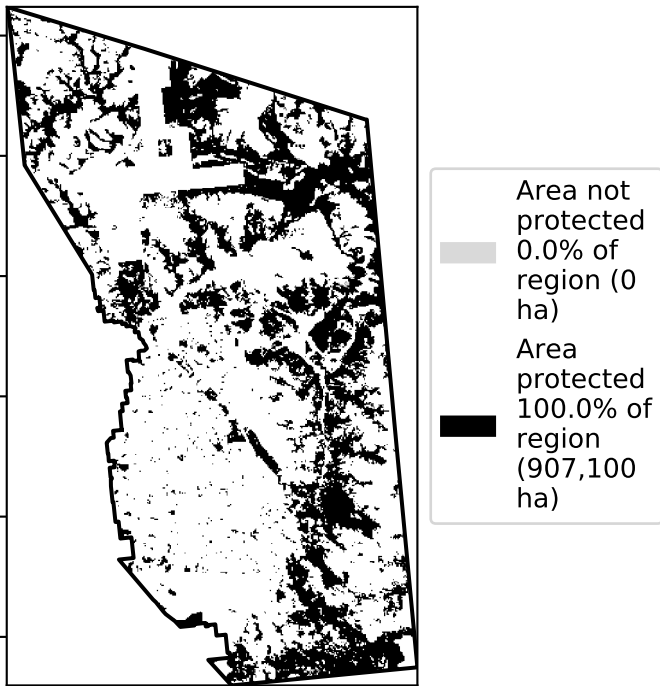 Area not
protected
0.0% of
region (0
ha)
Area
protected
100.0% of
region
(907,100
ha)